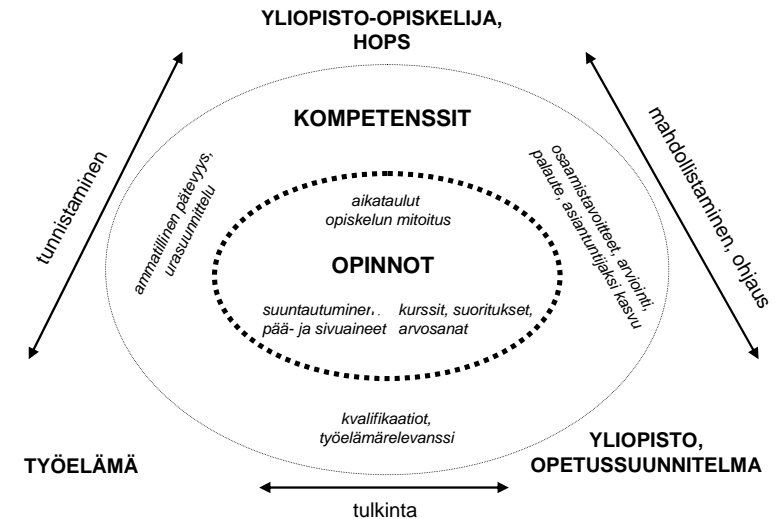 YLIOPISTO-OPISKELIJA,
HOPS
KOMPETENSSIT
tunnistaminen
mahdollistaminen, ohjaus
ammatillinen pätevyys,
urasuunnittelu
osaamistavoitteet, arviointi,
palaute, asiantuntijaksi kasvu
aikataulut
opiskelun mitoitus
OPINNOT
suuntautuminen,
pää- ja sivuaineet
kurssit, suoritukset,
arvosanat
kvalifikaatiot,
työelämärelevanssi
TYÖELÄMÄ
YLIOPISTO,
OPETUSSUUNNITELMA
tulkinta